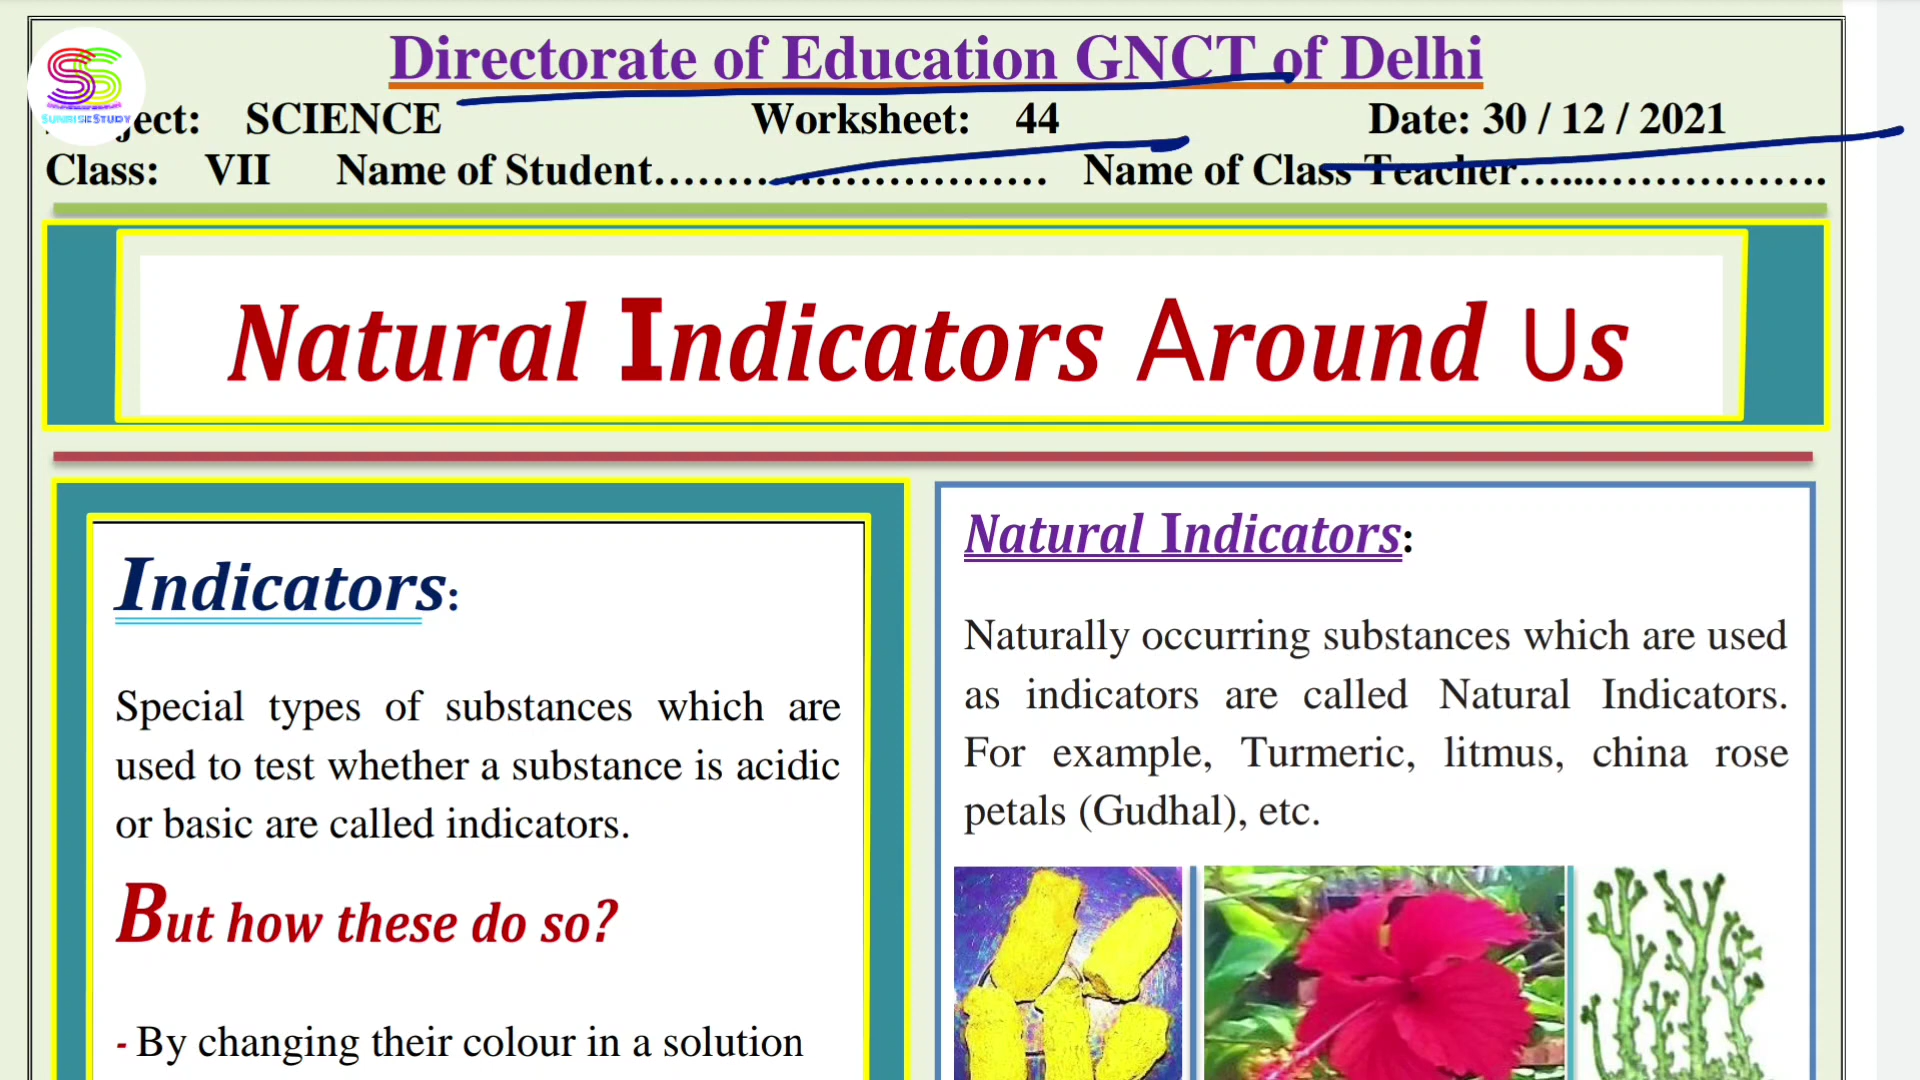 Directorate of Education GNCT of Delhi
SUNRISE STUDY
ject: SCIENCE Worksheet: 44 Date: 30 / 12 / 2021
Class: VII Name of Student………………………… Name of Class Teacher…...…………….
Natural Indicators Around Us
Indicators:
Special types of substances which are
used to test whether a substance is acidic
or basic are called indicators.
But how these do so?
- By changing their colour in a solution
Natural Indicators:
Naturally occurring substances which are used
as indicators are called Natural Indicators.
For example, Turmeric, litmus, china rose
petals (Gudhal), etc.